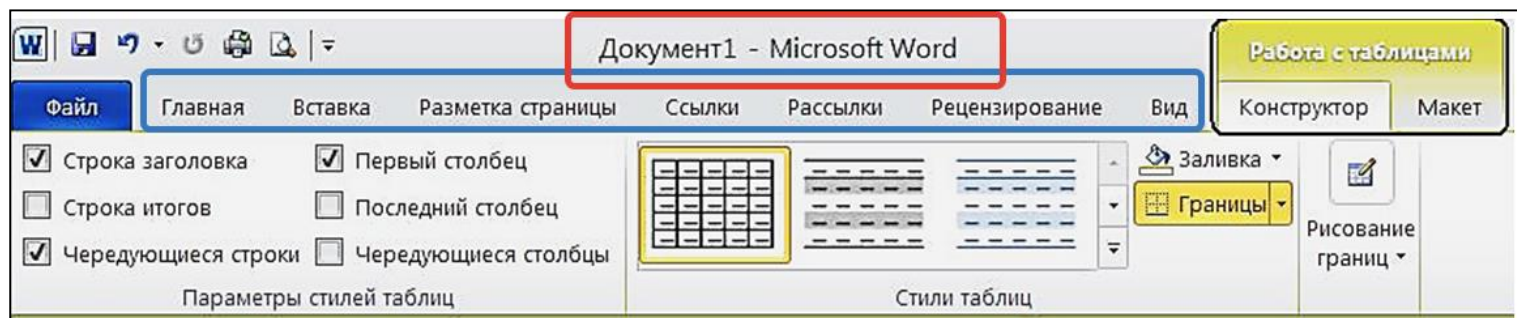 W
Документ1 - Microsoft Word
Работа с таблицами
Файл Главная Вставка Разметка страницы Ссылки Рассылки Рецензирование Вид Конструктор Макет
Строка заголовка Первый столбец
Строка итогов Последний столбец
Чередующиеся строки Чередующиеся столбцы
Параметры стилей таблиц
Заливка
Границы
Стили таблиц
Рисование
границ